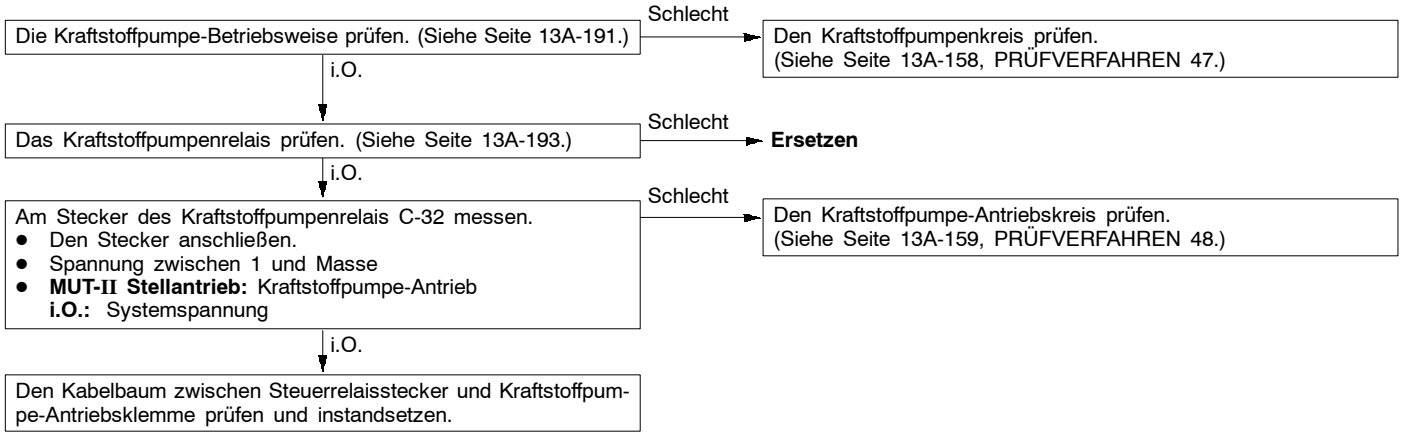 Die Kraftstoffpumpe-Betriebsweise prüfen. (Siehe Seite 13A-191.)
Schlecht
Den Kraftstoffpumpenkreis prüfen.
(Siehe Seite 13A-158, PRÜFVERFAHREN 47.)
i.O.
Das Kraftstoffpumpenrelais prüfen. (Siehe Seite 13A-193.)
Schlecht
Ersetzen
i.O.
Am Stecker des Kraftstoffpumpenrelais C-32 messen.
● Den Stecker anschließen.
● Spannung zwischen 1 und Masse
● MUT-II Stellantrieb: Kraftstoffpumpe-Antrieb
i.O.: Systemspannung
Schlecht
Den Kraftstoffpumpe-Antriebskreis prüfen.
(Siehe Seite 13A-159, PRÜFVERFAHREN 48.)
i.O.
Den Kabelbaum zwischen Steuerrelaisstecker und Kraftstoffpum-
pe-Antriebsklemme prüfen und instandsetzen.